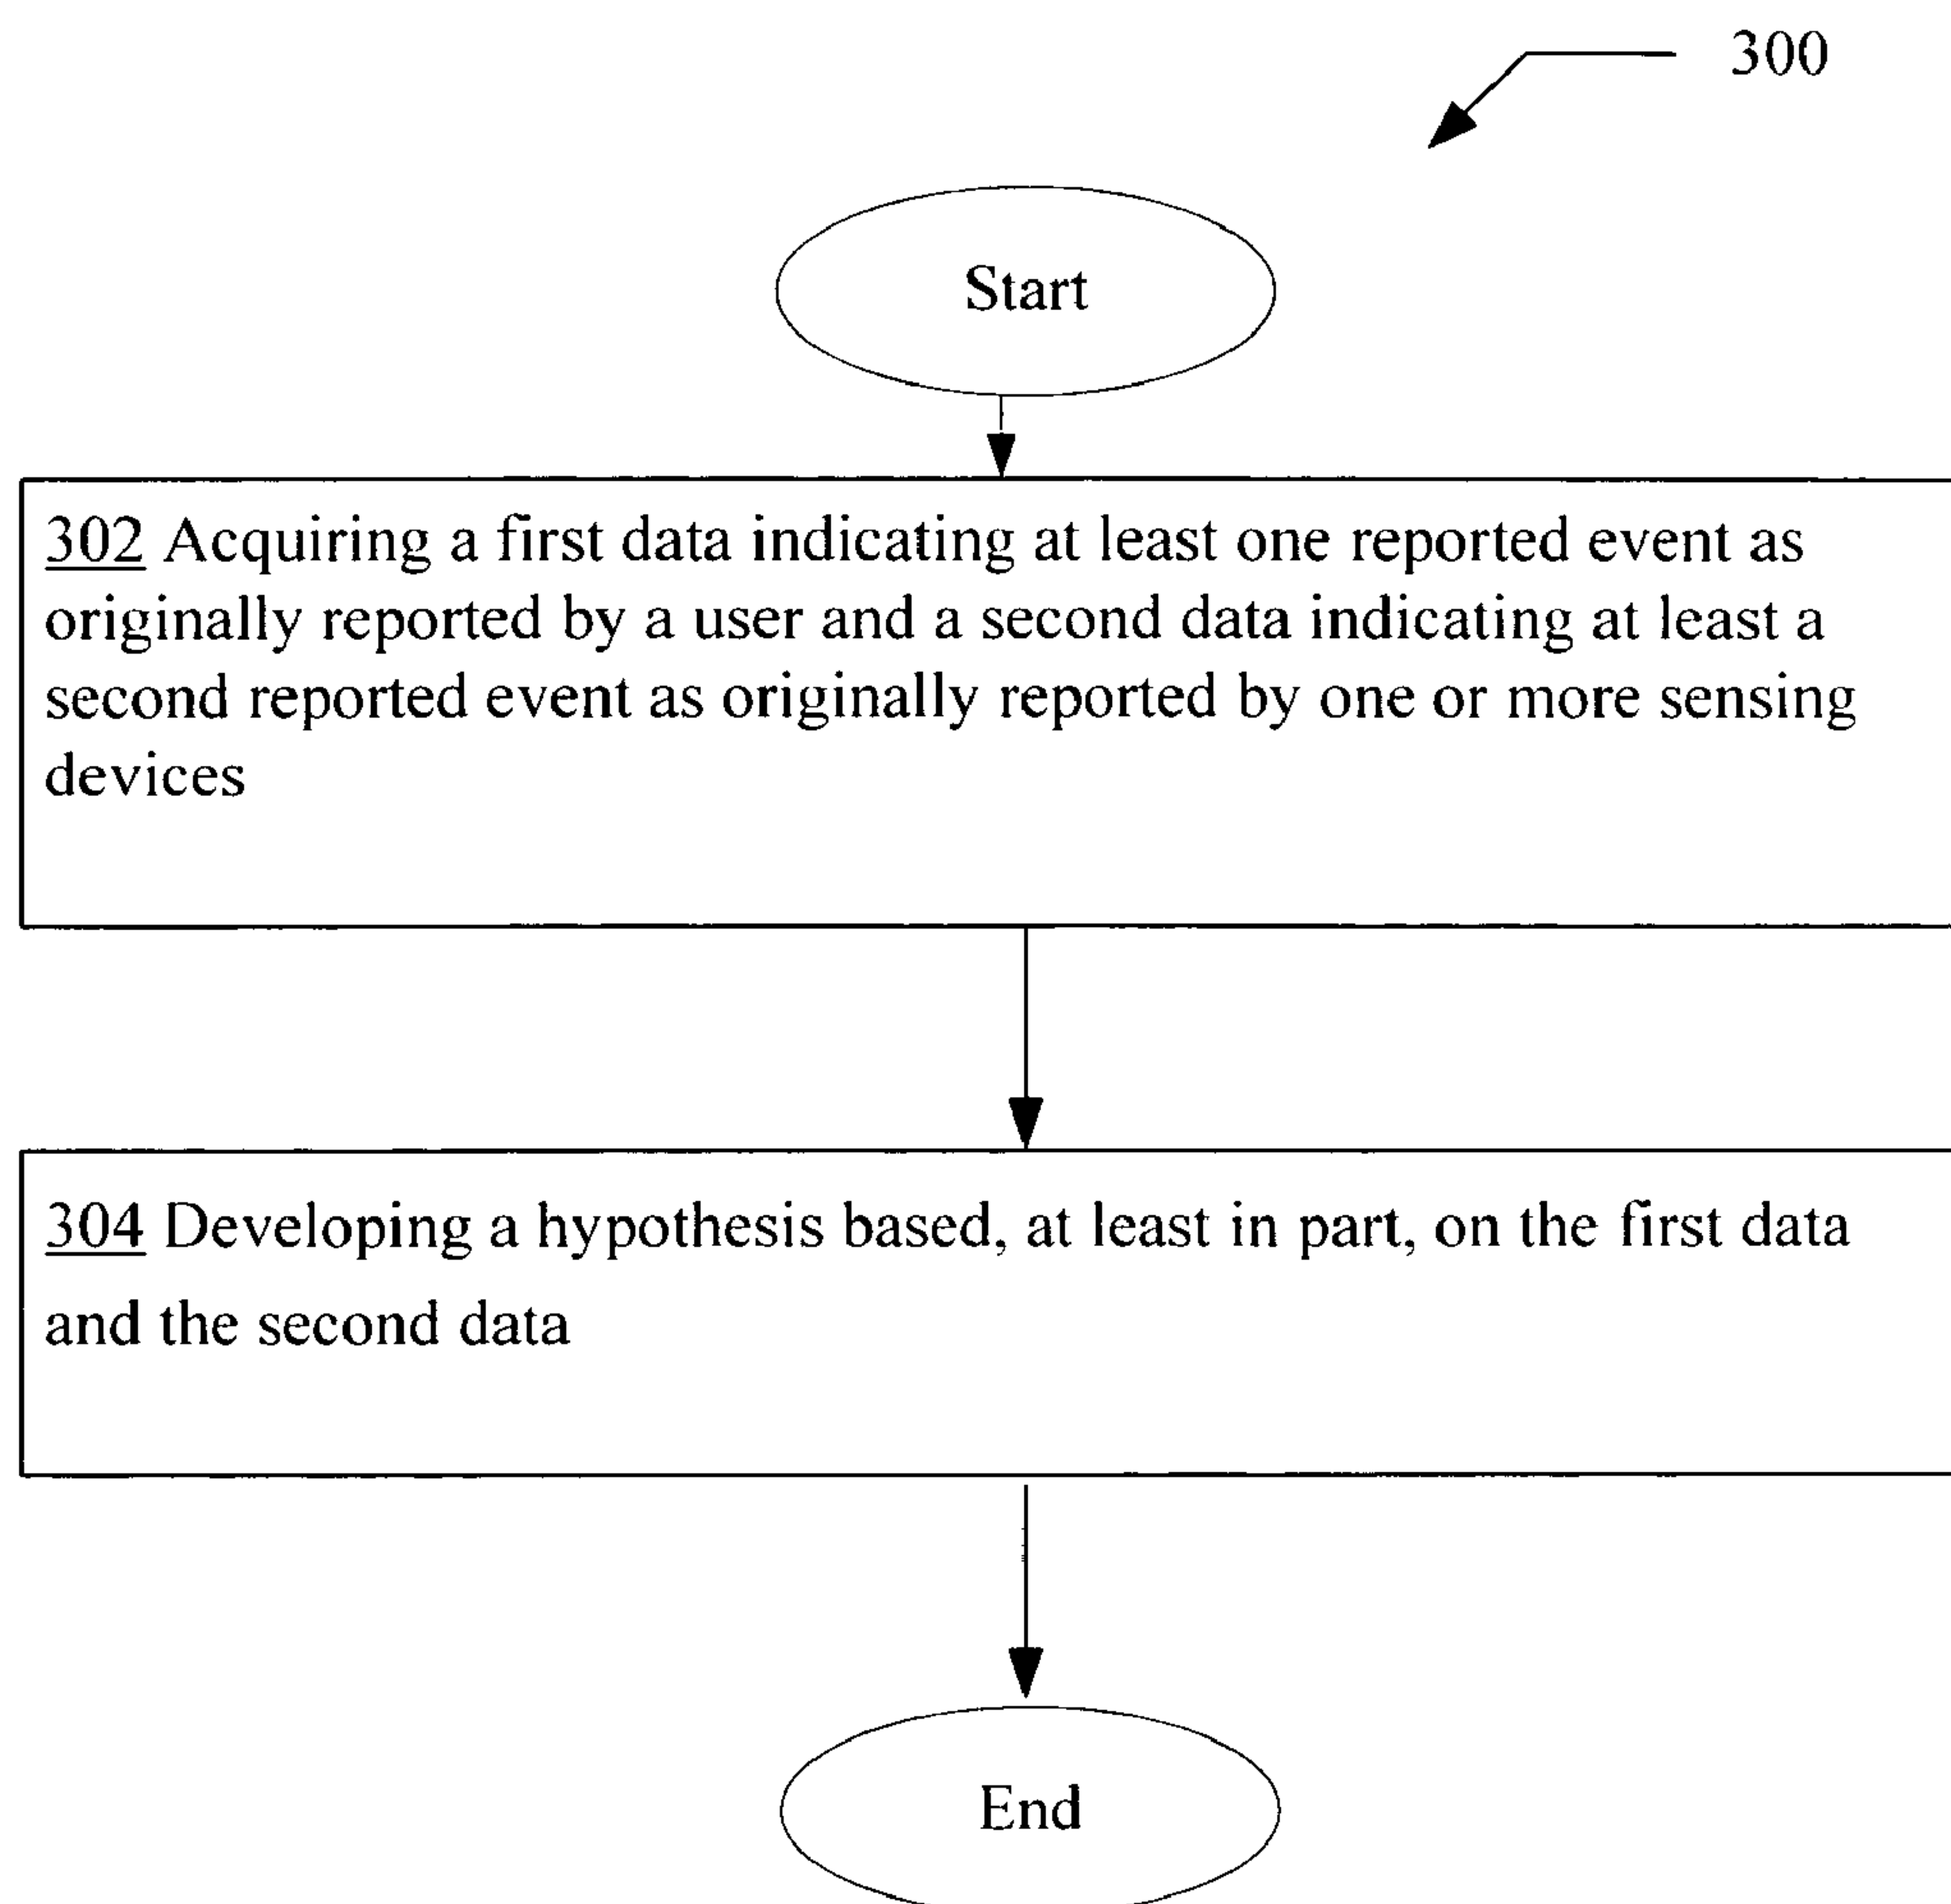 300
Start
302 Acquiring a first data indicating at least one reported event as
originally reported by a user and a second data indicating at least a
second reported event as originally reported by one or more sensing
devices
304 Developing a hypothesis based, at least in part, on the first data
and the second data
End